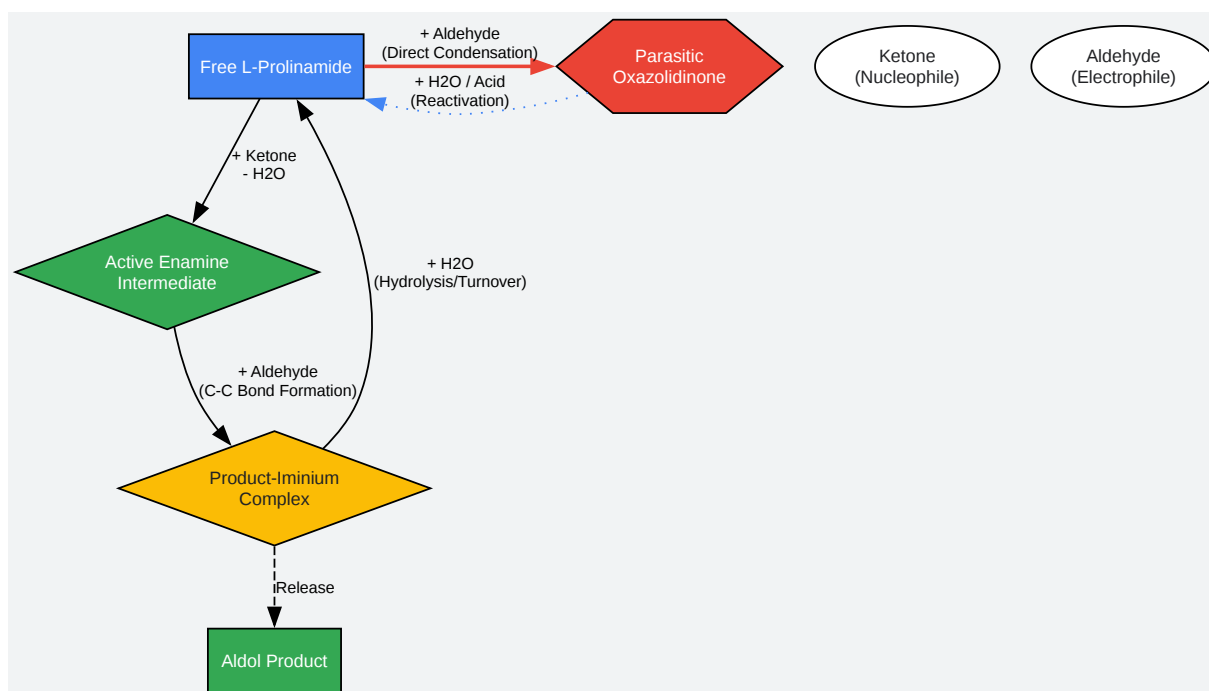 + Aldehyde
(Direct Condensation)
Free L-Prolinamide
Parasitic
Oxazolidinone
Ketone
(Nucleophile)
Aldehyde
(Electrophile)
+ H2O / Acid
(Reactivation)
+ Ketone
- H2O
Active Enamine
Intermediate
+ H2O
(Hydrolysis/Turnover)
+ Aldehyde
(C-C Bond Formation)
Product-Iminium
Complex
Release
Aldol Product